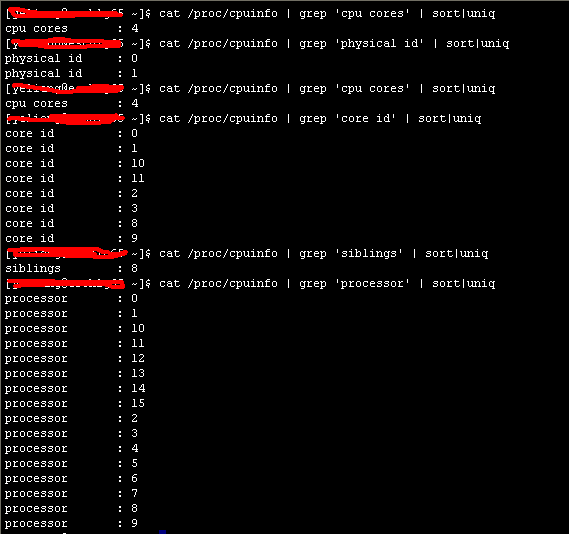 ~]$ cat /proc/cpuinfo | grep 'cpu cores' | sort|uniq
cpu cores : 4
~]$ cat /proc/cpuinfo | grep 'physical id' | sort|uniq
physical id : 0
physical id : 1
~]$ cat /proc/cpuinfo | grep 'cpu cores' | sort|uniq
cpu cores : 4
~]$ cat /proc/cpuinfo | grep 'core id' | sort|uniq
core id : 0
core id : 1
core id : 10
core id : 11
core id : 2
core id : 3
core id : 8
core id : 9
~]$ cat /proc/cpuinfo | grep 'siblings' | sort|uniq
siblings : 8
~]$ cat /proc/cpuinfo | grep 'processor' | sort|uniq
processor : 0
processor : 1
processor : 10
processor : 11
processor : 12
processor : 13
processor : 14
processor : 15
processor : 2
processor : 3
processor : 4
processor : 5
processor : 6
processor : 7
processor : 8
processor : 9